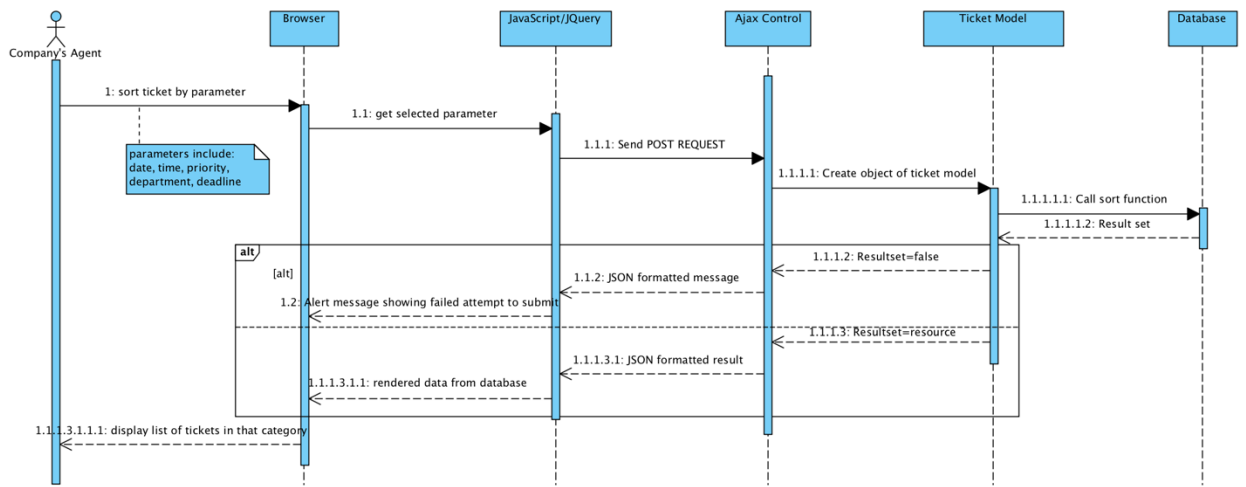 Company's Agent
Browser
JavaScript/JQuery
Ajax Control
Ticket Model
Database
1: sort ticket by parameter
parameters include:
date, time, priority,
department, deadline
1.1: get selected parameter
1.1.1: Send POST REQUEST
1.1.1.1: Create object of ticket model
1.1.1.1.1: Call sort function
1.1.1.1.2: Result set
alt
[alt]
1.1.1.2: Resultset=false
1.1.2: JSON formatted message
1.2: Alert message showing failed attempt to submit
1.1.1.3: Resultset=resource
1.1.1.3.1: JSON formatted result
1.1.1.3.1.1: rendered data from database
1.1.1.3.1.1.1: display list of tickets in that category